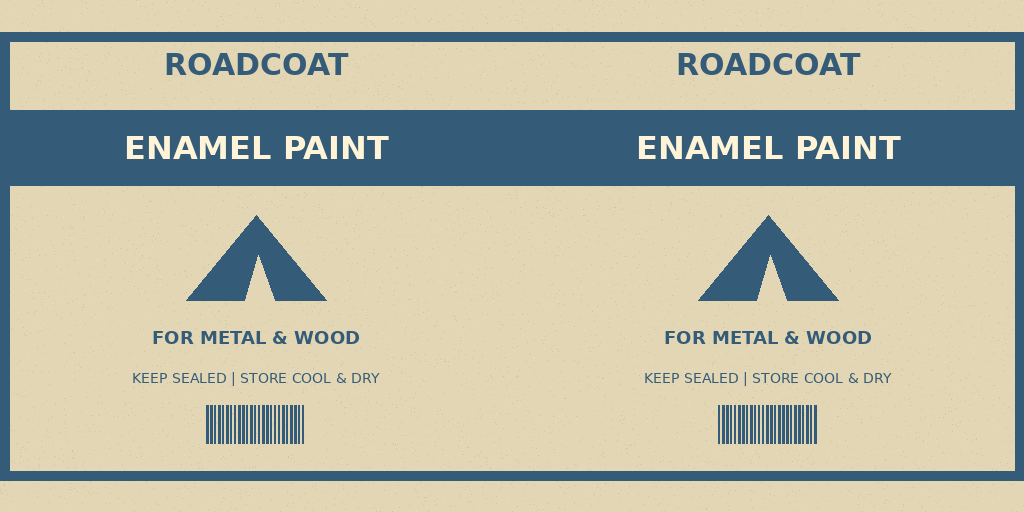 ROADCOAT
ENAMEL PAINT
FOR METAL & WOOD
KEEP SEALED | STORE COOL & DRY
ROADCOAT
ENAMEL PAINT
FOR METAL & WOOD
KEEP SEALED | STORE COOL & DRY